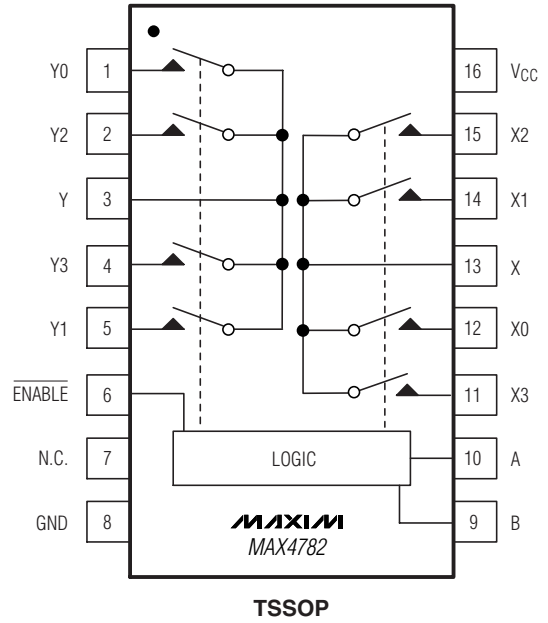 Y0 1
Y2 2
Y 3
Y3 4
Y1 5
ENABLE 6
N.C. 7
GND 8
16 VCC
15 X2
14 X1
13 X
12 X0
11 X3
10 A
9 B
LOGIC
MAXIM
MAX4782
TSSOP